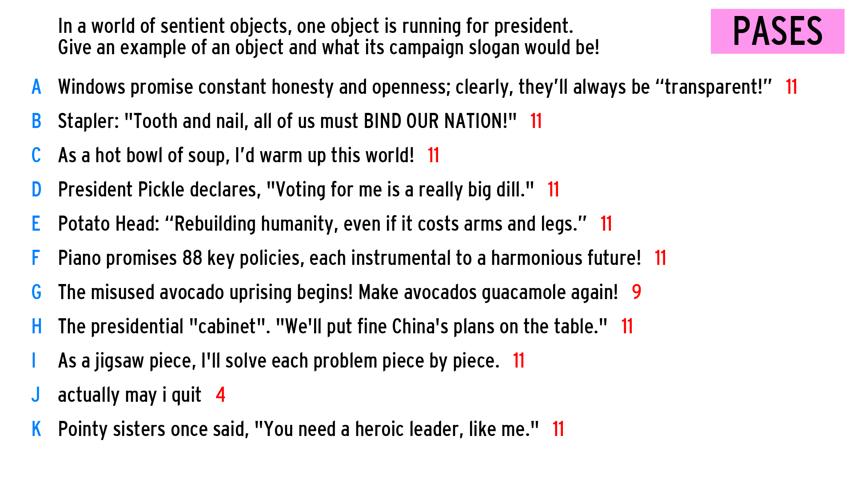 In a world of sentient objects, one object is running for president.
Give an example of an object and what its campaign slogan would be!
PASES
A Windows promise constant honesty and openness; clearly, they’ll always be “transparent!” 11
B Stapler: "Tooth and nail, all of us must BIND OUR NATION!" 11
C As a hot bowl of soup, I’d warm up this world! 11
D President Pickle declares, "Voting for me is a really big dill." 11
E Potato Head: “Rebuilding humanity, even if it costs arms and legs.” 11
F Piano promises 88 key policies, each instrumental to a harmonious future! 11
G The misused avocado uprising begins! Make avocados guacamole again! 9
H The presidential "cabinet". "We'll put fine China's plans on the table." 11
I As a jigsaw piece, I'll solve each problem piece by piece. 11
J actually may i quit 4
K Pointy sisters once said, "You need a heroic leader, like me." 11